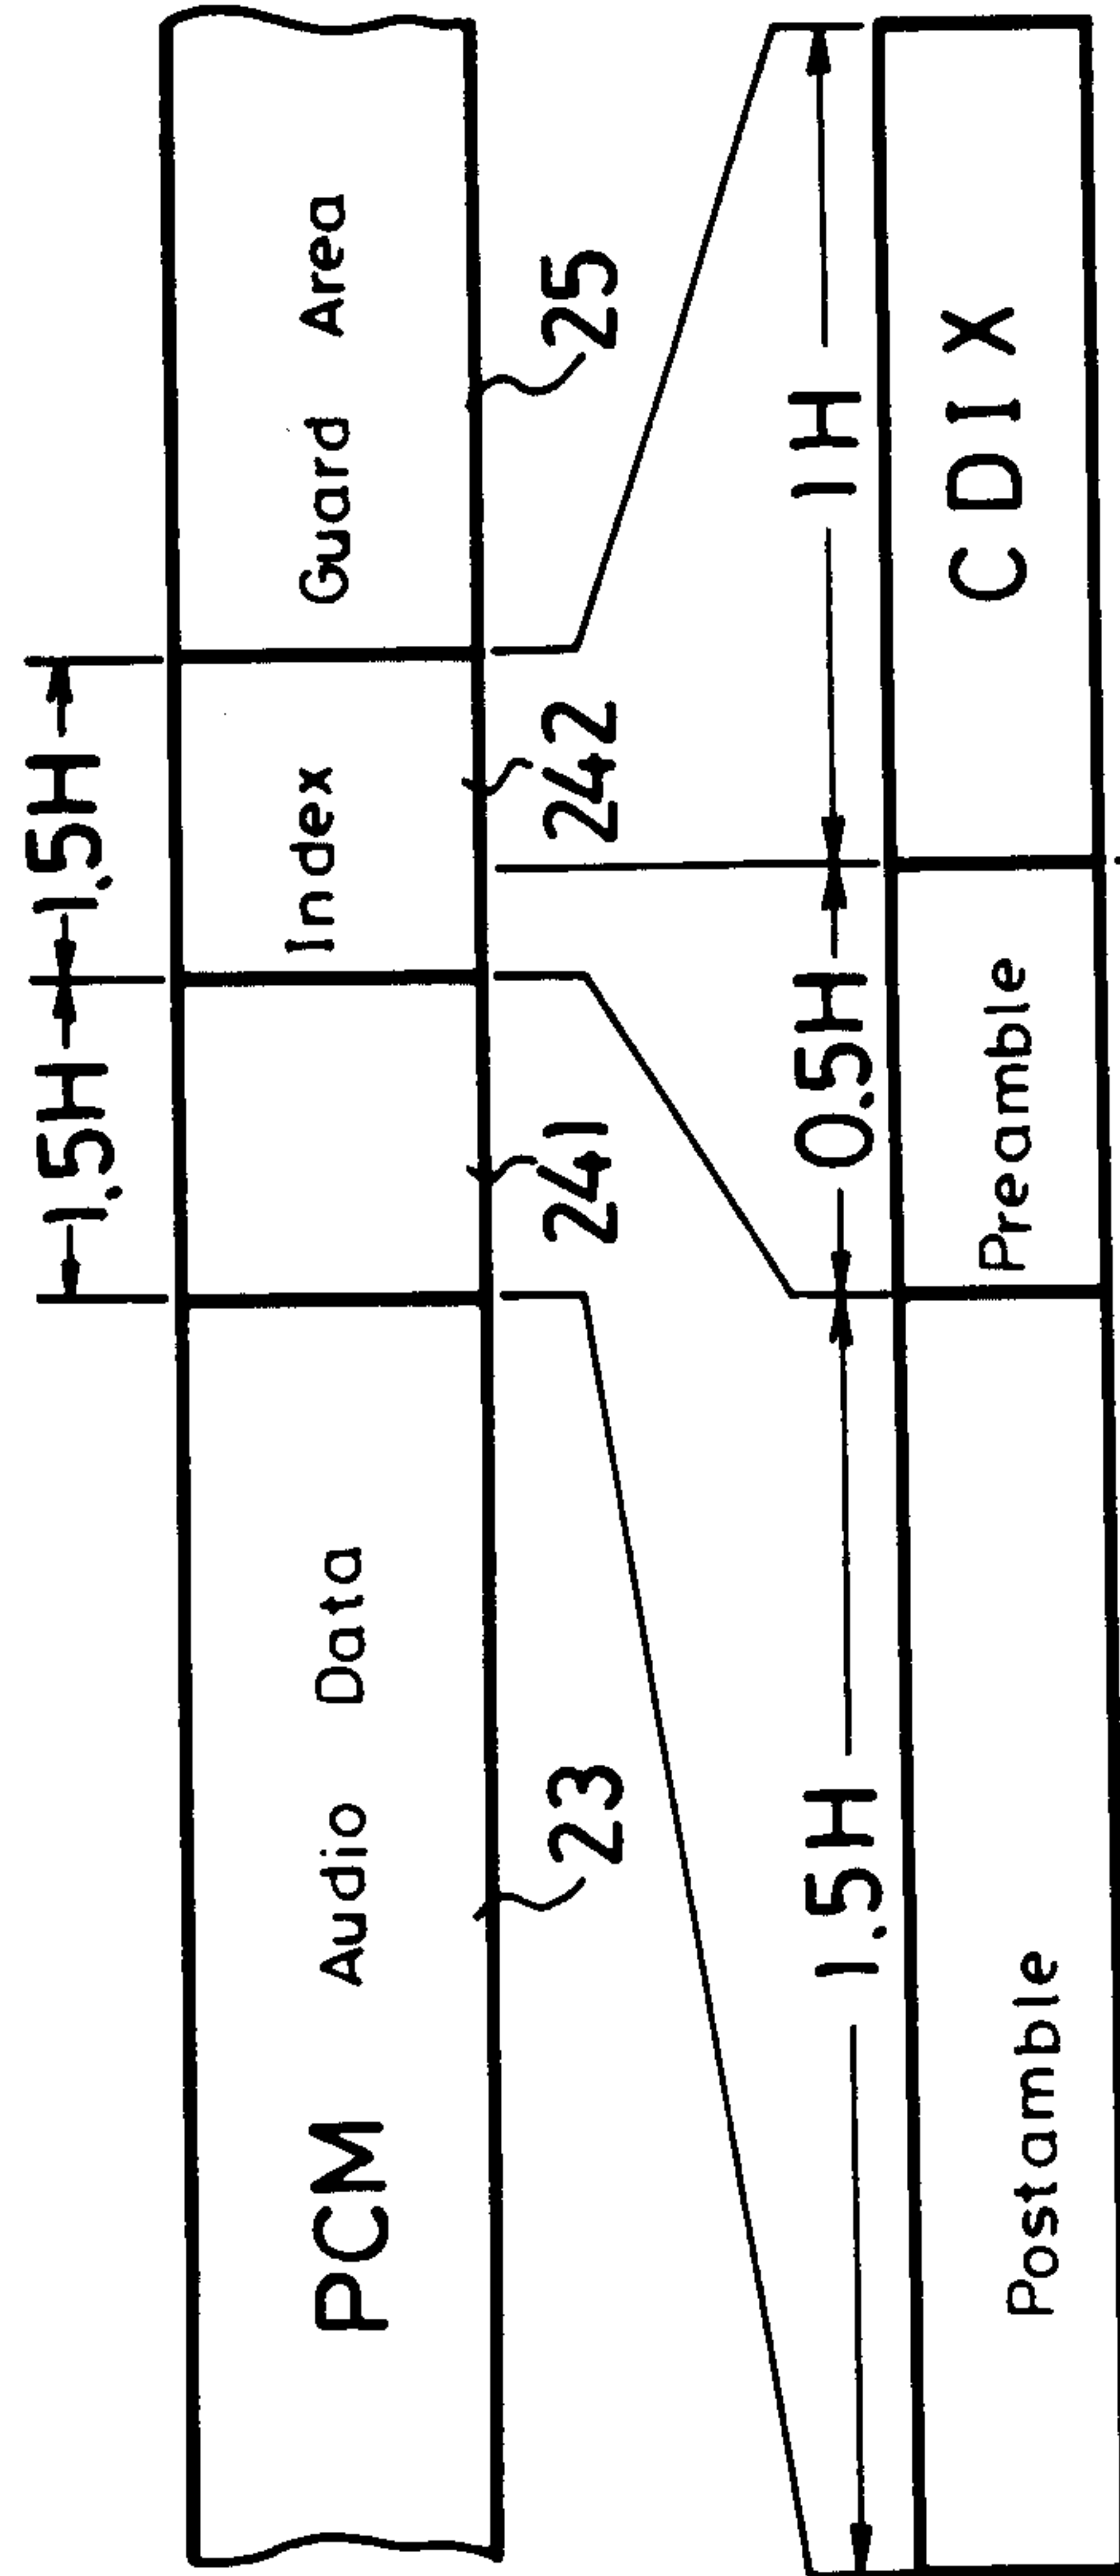 1.5H 1.5H
PCM Audio Data Index Guard Area
23 241 242 25
1.5H 0.5H 1H
Postamble Preamble CDIX